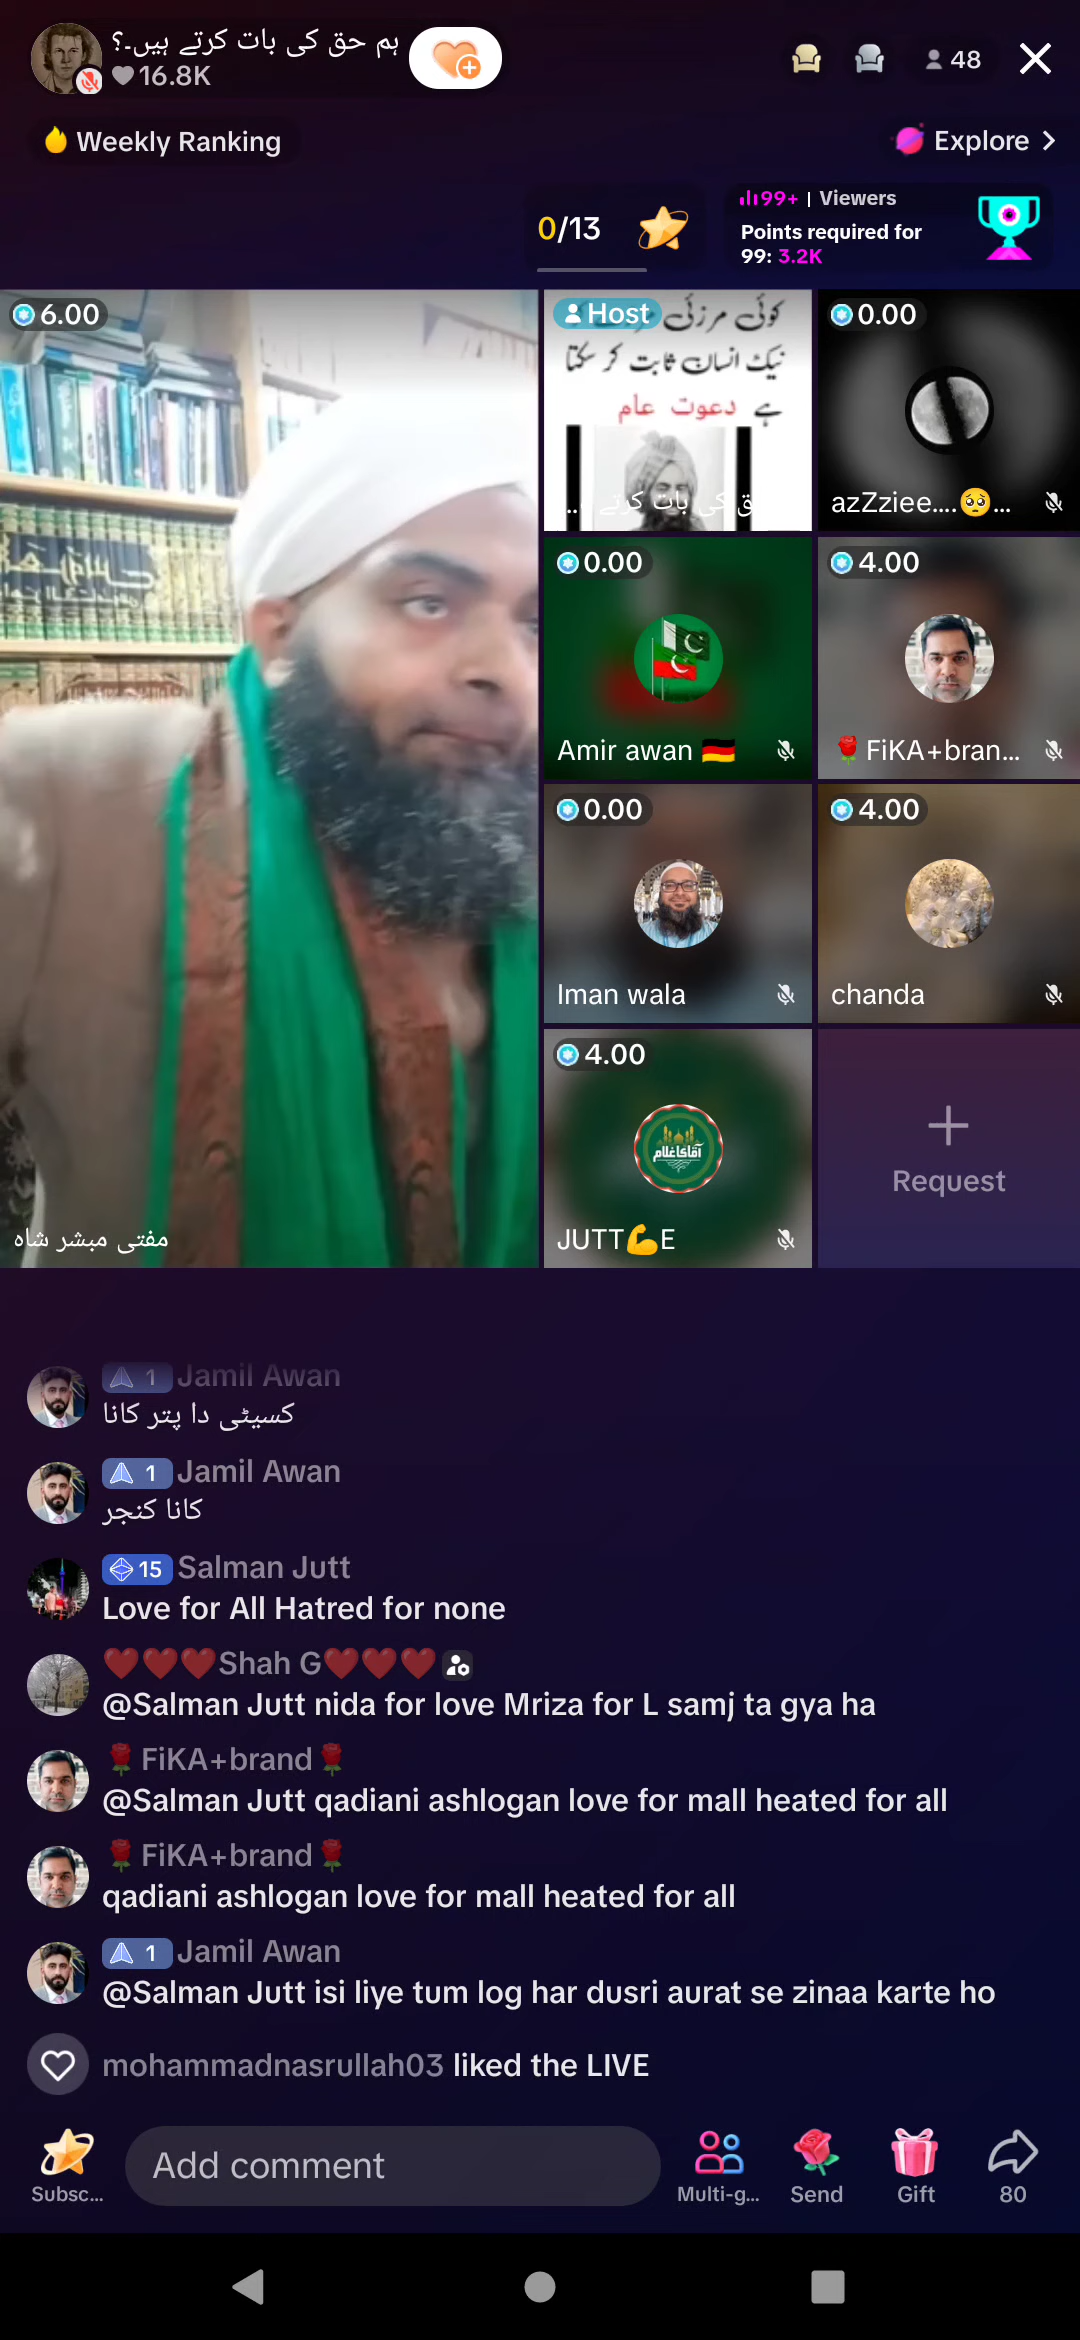 ہم حق کی بات کرتے ہیں۔؟
16.8K
48
Weekly Ranking
Explore
0/13
99+ | Viewers
Points required for
99: 3.2K
6.00
مفتی مبشر شاہ
Host
کوئی مرزئی
نیک انسان ثابت کر سکتا
ہے دعوت عام
ق کی بات کرتے ...
0.00
azZziee....🥺...
0.00
Amir awan 🇩🇪
4.00
🌹FiKA+bran...
0.00
Iman wala
4.00
chanda
4.00
آقا کا غلام
JUTT💪E
Request
1 Jamil Awan
کسیٹی دا پتر کانا
1 Jamil Awan
کانا کنجر
15 Salman Jutt
Love for All Hatred for none
❤️❤️❤️Shah G❤️❤️❤️
@Salman Jutt nida for love Mriza for L samj ta gya ha
🌹FiKA+brand🌹
@Salman Jutt qadiani ashlogan love for mall heated for all
🌹FiKA+brand🌹
qadiani ashlogan love for mall heated for all
1 Jamil Awan
@Salman Jutt isi liye tum log har dusri aurat se zinaa karte ho
mohammadnasrullah03 liked the LIVE
Subsc...
Add comment
Multi-g...
Send
Gift
80